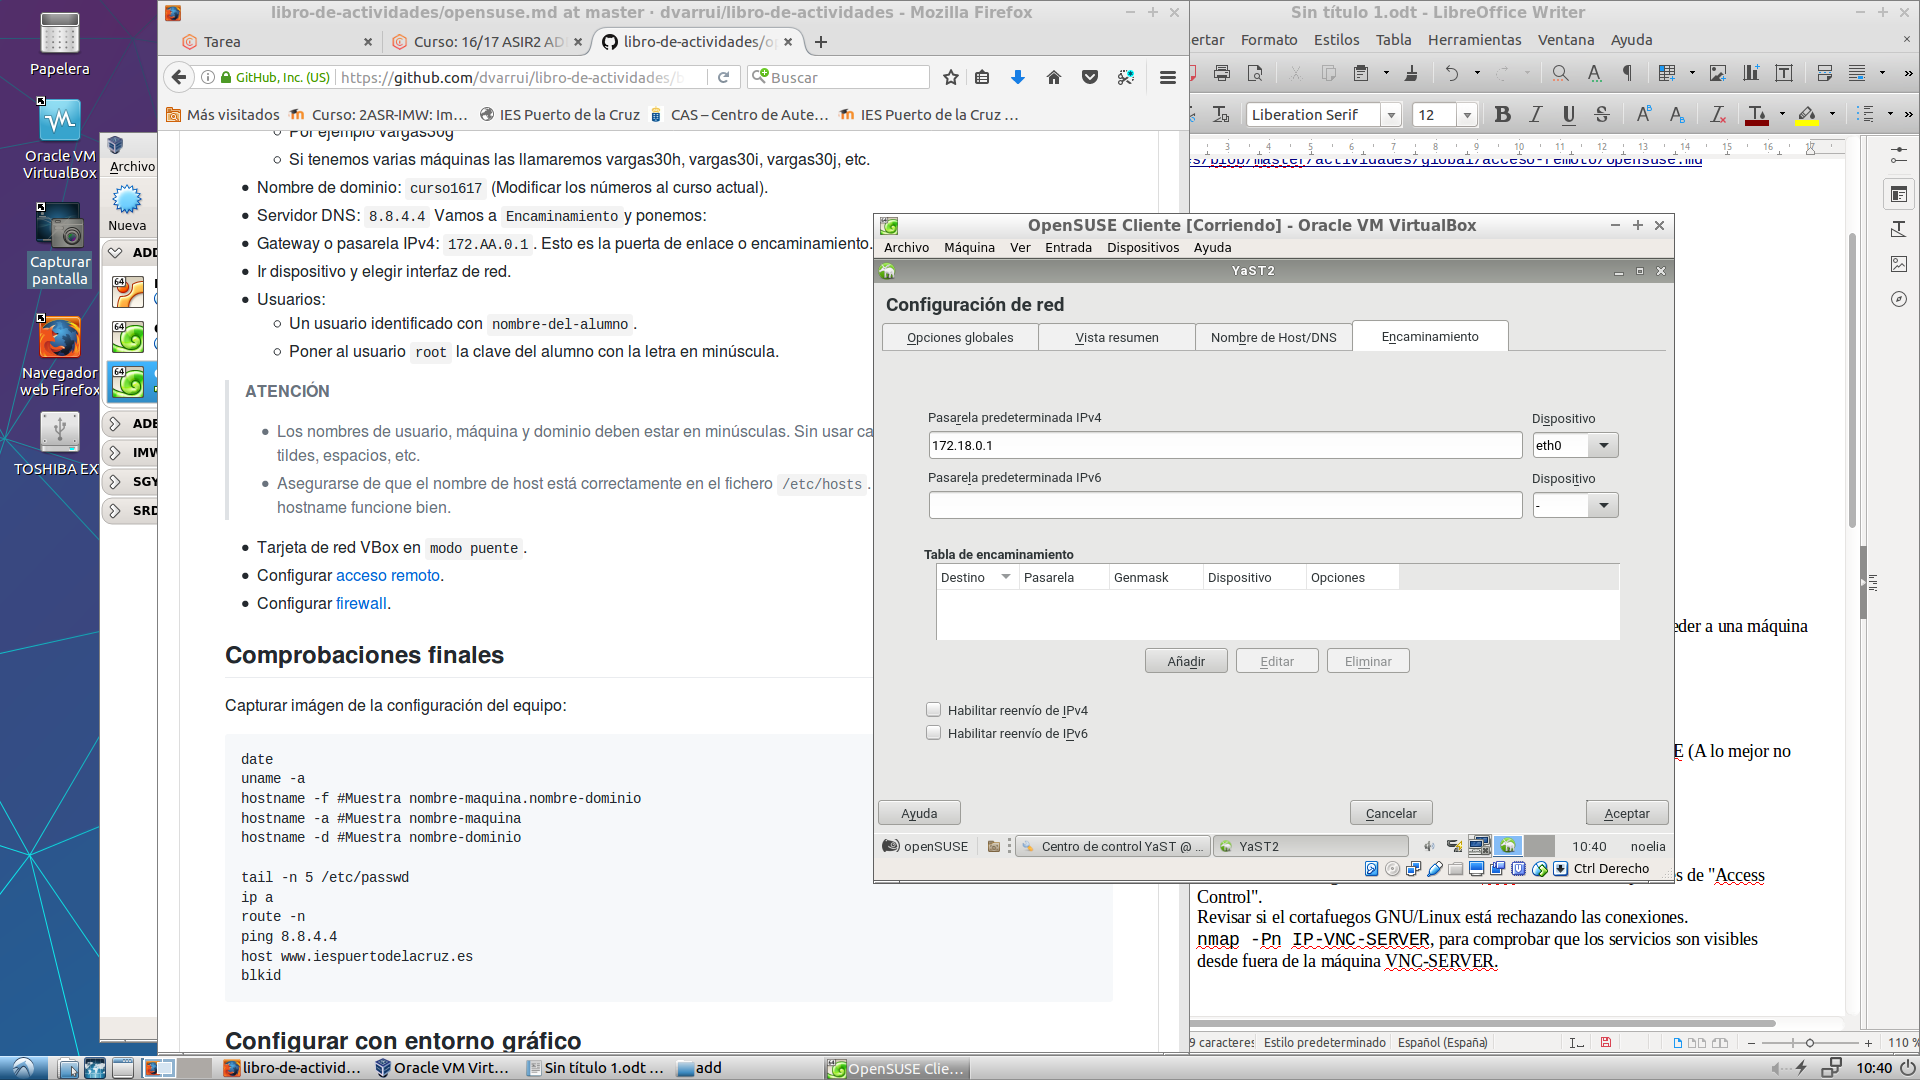 Papelera
Oracle VM
VirtualBox
Capturar
pantalla
Navegador
web Firefox
TOSHIBA EX
Archivo
Nueva
ADD
ADE
IMW
SGY
SRD
libro-de-actividades/opensuse.md at master · dvarrui/libro-de-actividades - Mozilla Firefox
Tarea
Curso: 16/17 ASIR2 AD
libro-de-actividades/o
GitHub, Inc. (US)
https://github.com/dvarrui/libro-de-actividades/b
Buscar
Más visitados
Curso: 2ASR-IMW: Im…
IES Puerto de la Cruz
CAS – Centro de Aute…
IES Puerto de la Cruz …
Por ejemplo vargas30g
Si tenemos varias máquinas las llamaremos vargas30h, vargas30i, vargas30j, etc.
Nombre de dominio: curso1617 (Modificar los números al curso actual).
Servidor DNS: 8.8.4.4 Vamos a Encaminamiento y ponemos:
Gateway o pasarela IPv4: 172.AA.0.1 . Esto es la puerta de enlace o encaminamiento.
Ir dispositivo y elegir interfaz de red.
Usuarios:
Un usuario identificado con nombre-del-alumno .
Poner al usuario root la clave del alumno con la letra en minúscula.
ATENCIÓN
Los nombres de usuario, máquina y dominio deben estar en minúsculas. Sin usar ca
tildes, espacios, etc.
Asegurarse de que el nombre de host está correctamente en el fichero /etc/hosts .
hostname funcione bien.
Tarjeta de red VBox en modo puente .
Configurar acceso remoto.
Configurar firewall.
Comprobaciones finales
Capturar imágen de la configuración del equipo:
date
uname -a
hostname -f #Muestra nombre-maquina.nombre-dominio
hostname -a #Muestra nombre-maquina
hostname -d #Muestra nombre-dominio
tail -n 5 /etc/passwd
ip a
route -n
ping 8.8.4.4
host www.iespuertodelacruz.es
blkid
Configurar con entorno gráfico
Sin título 1.odt - LibreOffice Writer
ertar Formato Estilos Tabla Herramientas Ventana Ayuda
Liberation Serif
12
3 4 5 6 7 8 9 10 11 12 13 14 15 16 17
es/blob/master/actividades/global/acceso-remoto/opensuse.md
eder a una máquina
E (A lo mejor no
es de "Access
Control".
Revisar si el cortafuegos GNU/Linux está rechazando las conexiones.
nmap -Pn IP-VNC-SERVER, para comprobar que los servicios son visibles
desde fuera de la máquina VNC-SERVER.
9 caracteres
Estilo predeterminado
Español (España)
110 %
OpenSUSE Cliente [Corriendo] - Oracle VM VirtualBox
Archivo Máquina Ver Entrada Dispositivos Ayuda
YaST2
Configuración de red
Opciones globales
Vista resumen
Nombre de Host/DNS
Encaminamiento
Pasarela predeterminada IPv4
Dispositivo
172.18.0.1
eth0
Pasarela predeterminada IPv6
Dispositivo
-
Tabla de encaminamiento
Destino Pasarela Genmask Dispositivo Opciones
Añadir
Editar
Eliminar
Habilitar reenvío de IPv4
Habilitar reenvío de IPv6
Ayuda
Cancelar
Aceptar
openSUSE
Centro de control YaST @ ...
YaST2
10:40
noelia
Ctrl Derecho
libro-de-activid…
Oracle VM Virt…
Sin título 1.odt …
add
OpenSUSE Clie…
10:40